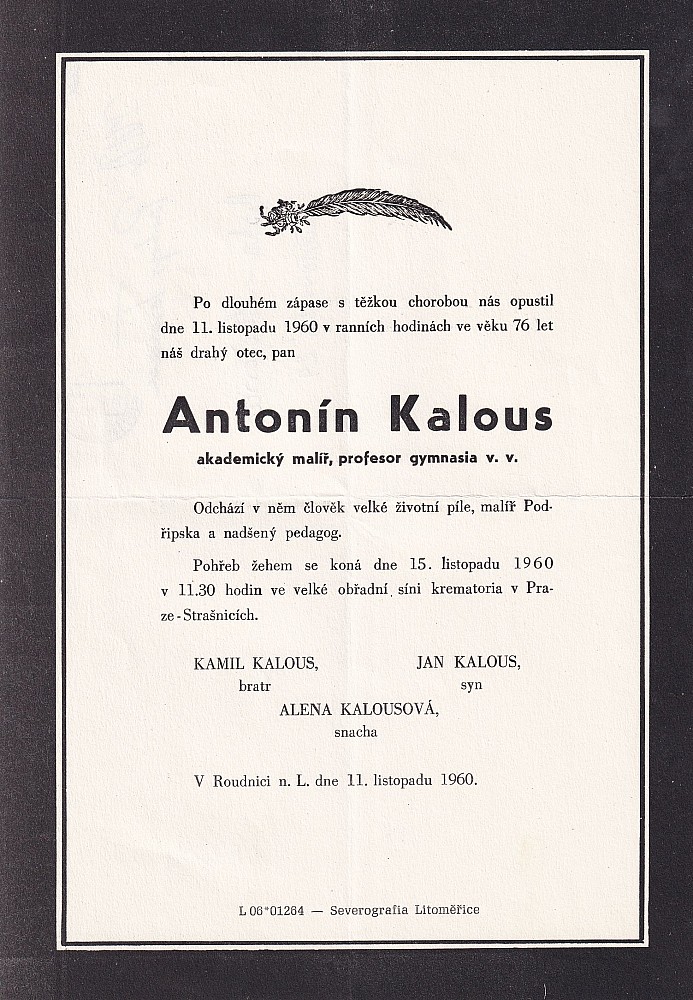 Po dlouhém zápase s těžkou chorobou nás opustil
dne 11. listopadu 1960 v ranních hodinách ve věku 76 let
náš drahý otec, pan
Antonín Kalous
akademický malíř, profesor gymnasia v. v.
Odchází v něm člověk velké životní píle, malíř Pod-
řipska a nadšený pedagog.
Pohřeb žehem se koná dne 15. listopadu 1960
v 11.30 hodin ve velké obřadní síni krematoria v Pra-
ze-Strašnicích.
KAMIL KALOUS, JAN KALOUS,
bratr syn
ALENA KALOUSOVÁ,
snacha
V Roudnici n. L. dne 11. listopadu 1960.
L 06*01264 — Severografia Litoměřice